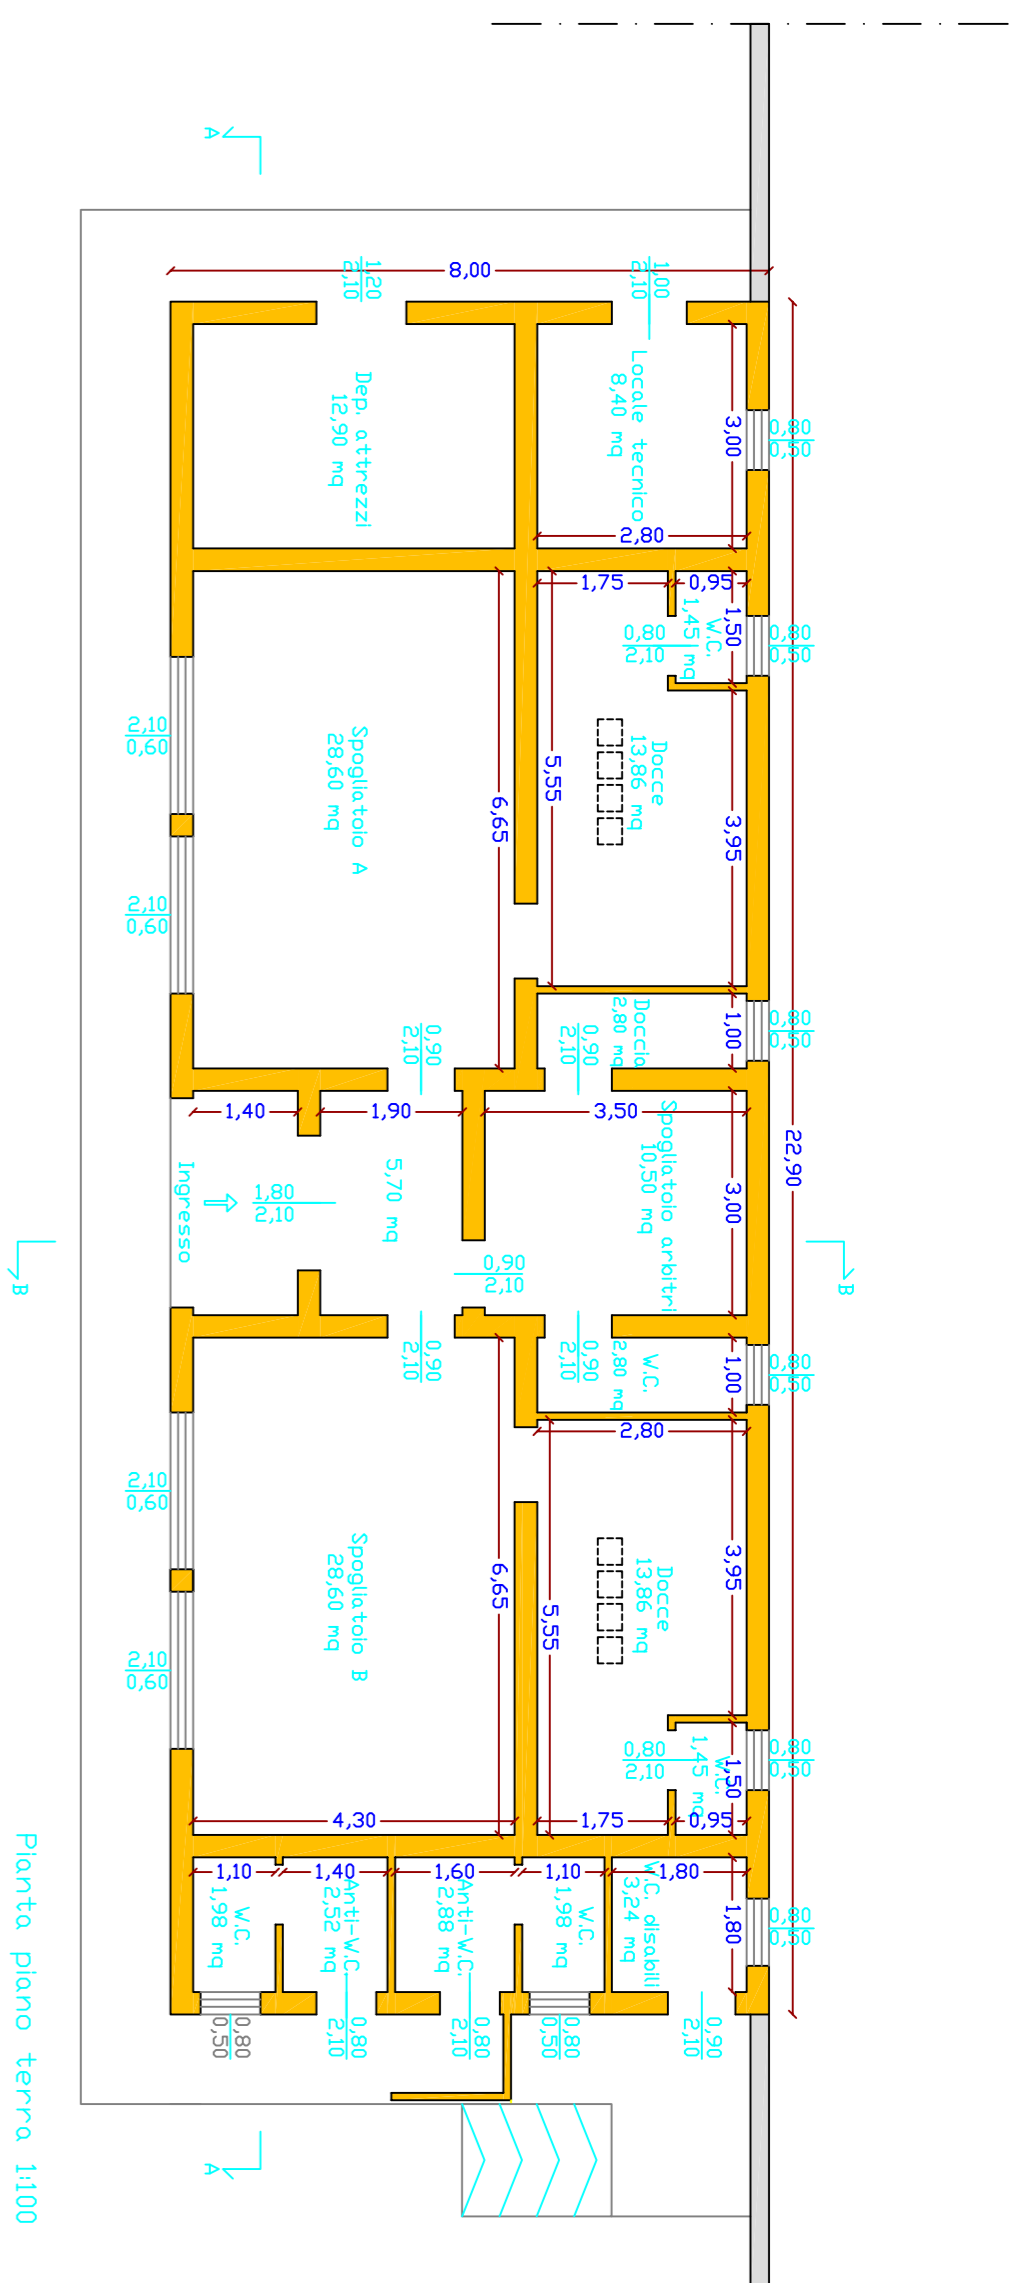 A
8,00
1,20
2,10
1,00
2,10
Dep. attrezzi
12,90 mq
Locale tecnico
8,40 mq
3,00
2,80
0,80
0,50
22,90
Spogliatoio A
28,60 mq
6,65
5,55
1,75
0,95
1,50
W.C.
1,45 mq
0,80
2,10
0,80
0,50
Docce
13,86 mq
3,95
2,10
0,60
2,10
0,60
Doccia
2,80 mq
1,00
0,80
0,50
0,90
2,10
0,90
2,10
1,40
1,90
3,50
Ingresso
1,80
2,10
5,70 mq
Spogliatoio arbitri
10,50 mq
3,00
0,90
2,10
B
B
0,90
2,10
0,90
2,10
W.C.
2,80 mq
1,00
0,80
0,50
2,80
Spogliatoio B
28,60 mq
6,65
5,55
Docce
13,86 mq
3,95
2,10
0,60
2,10
0,60
0,80
2,10
W.C.
1,45 mq
1,50
0,80
0,50
4,30
1,75
0,95
1,10
1,40
1,60
1,10
1,80
W.C.
1,98 mq
Anti-W.C.
2,52 mq
Anti-W.C.
2,88 mq
W.C.
1,98 mq
W.C. disabili
3,24 mq
1,80
0,80
0,50
0,80
0,50
0,80
2,10
0,80
2,10
0,80
0,50
0,90
2,10
A
Pianta piano terra 1:100